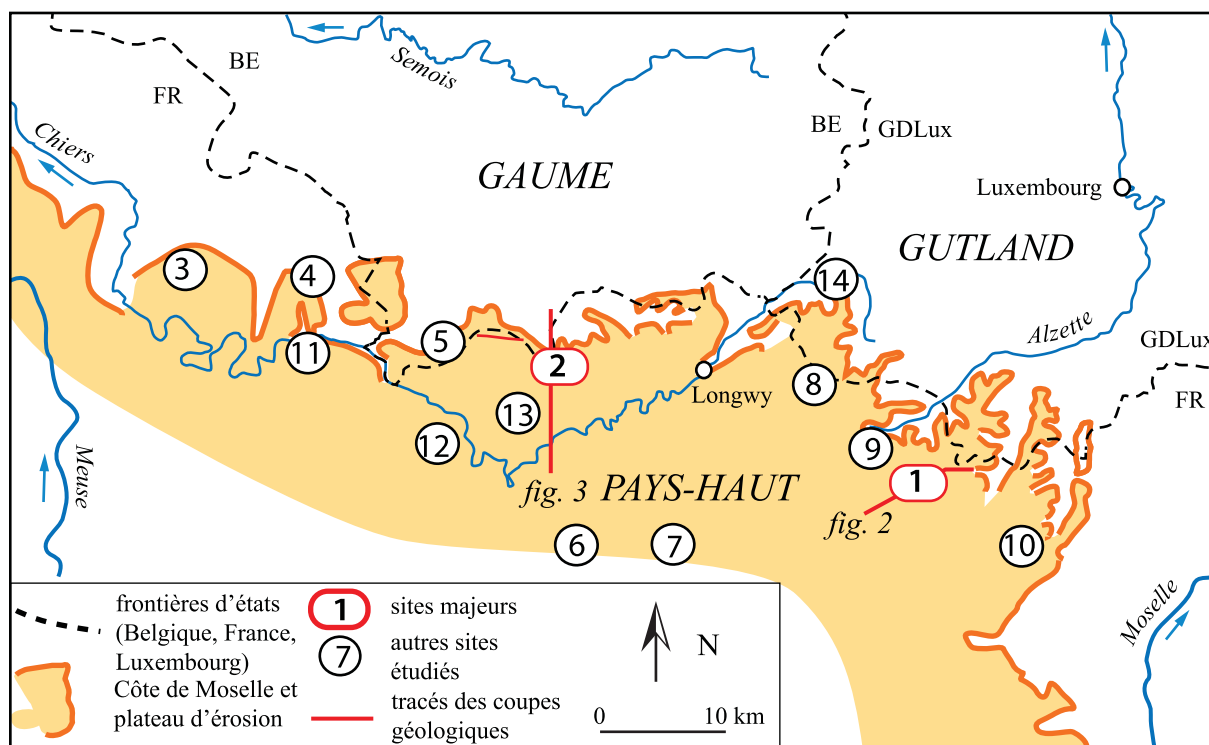 BE
FR
Semois
BE
GDLux
Chiers
GAUME
Luxembourg
GUTLAND
3
4
14
5
11
2
Alzette
GDLux
FR
Longwy
8
13
12
9
Meuse
fig. 3
PAYS-HAUT
1
fig. 2
6
7
10
Moselle
frontières d'états
(Belgique, France,
Luxembourg)
Côte de Moselle et
plateau d'érosion
1
sites majeurs
7
autres sites
étudiés
tracés des coupes
géologiques
N
0
10 km